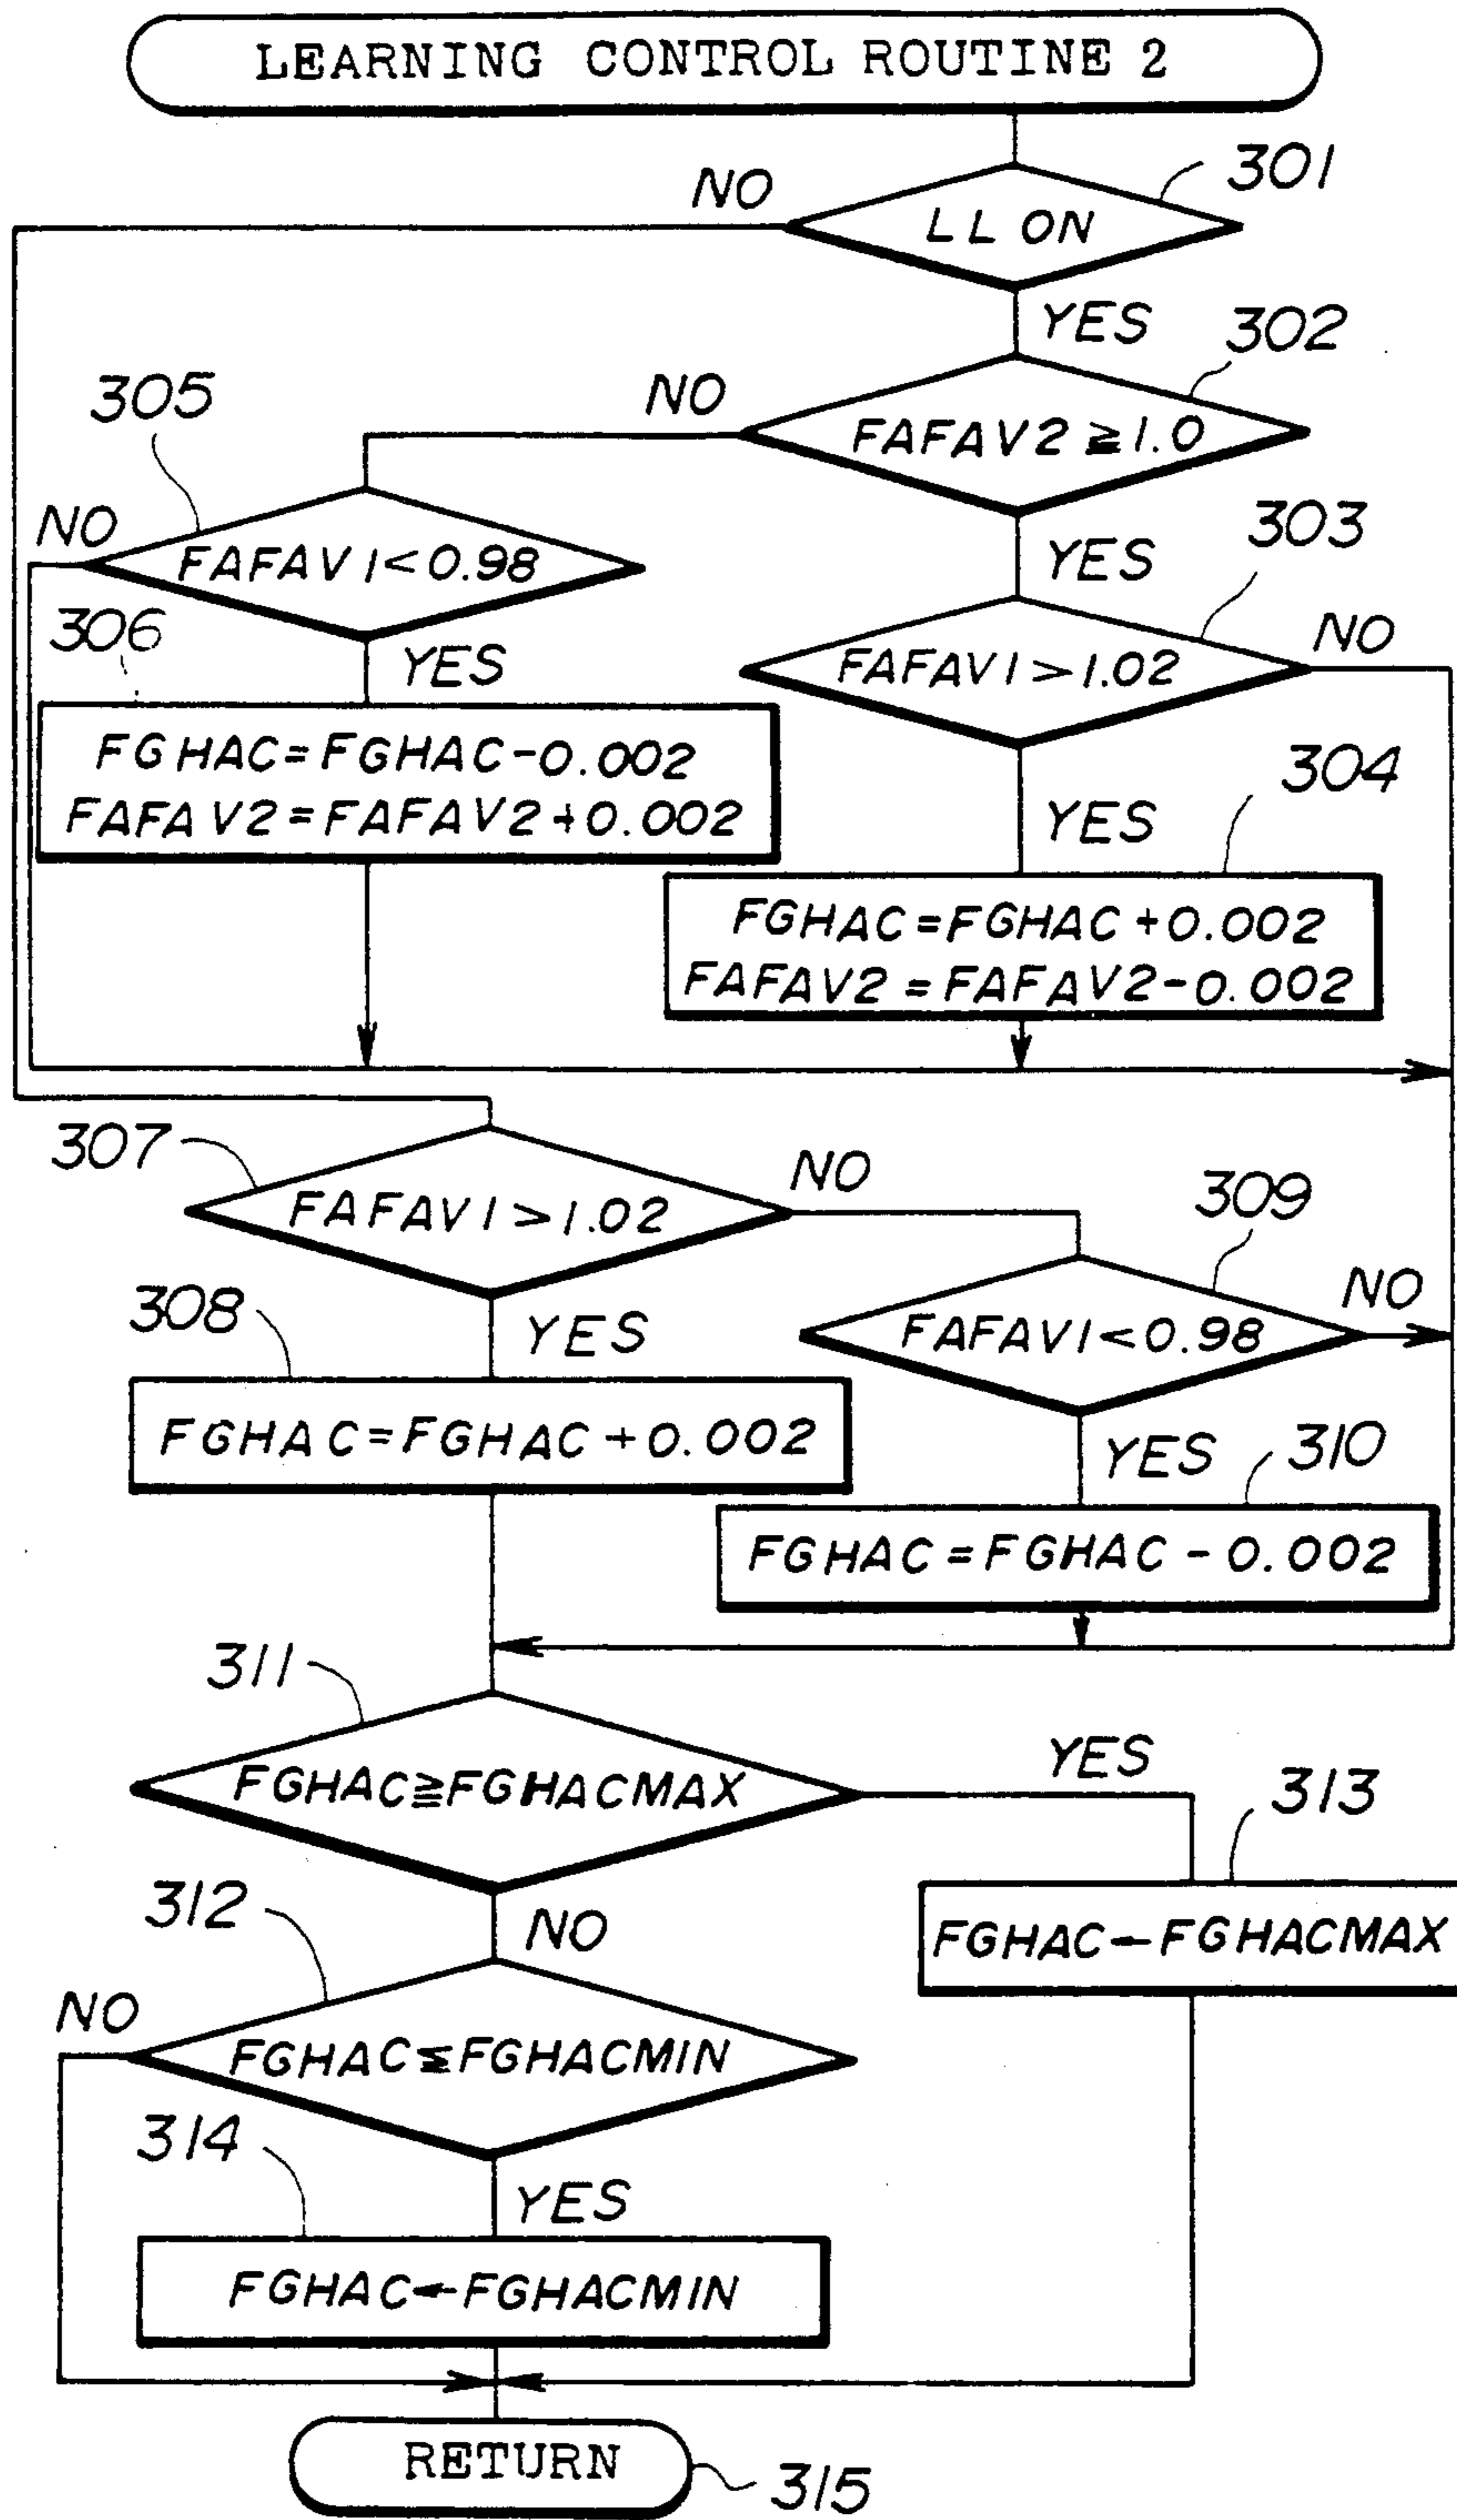 LEARNING CONTROL ROUTINE 2
301
NO
LL ON
YES
302
305
NO
FAFAV2≧1.0
NO
FAFAV1<0.98
YES
303
306
YES
FAFAV1>1.02
NO
FGHAC=FGHAC-0.002
FAFAV2=FAFAV2+0.002
304
YES
FGHAC=FGHAC+0.002
FAFAV2=FAFAV2-0.002
307
NO
FAFAV1>1.02
309
308
YES
NO
FAFAV1<0.98
FGHAC=FGHAC+0.002
YES
310
FGHAC=FGHAC-0.002
311
YES
FGHAC≧FGHACMAX
313
312
NO
FGHAC←FGHACMAX
NO
FGHAC≦FGHACMIN
314
YES
FGHAC←FGHACMIN
RETURN
315